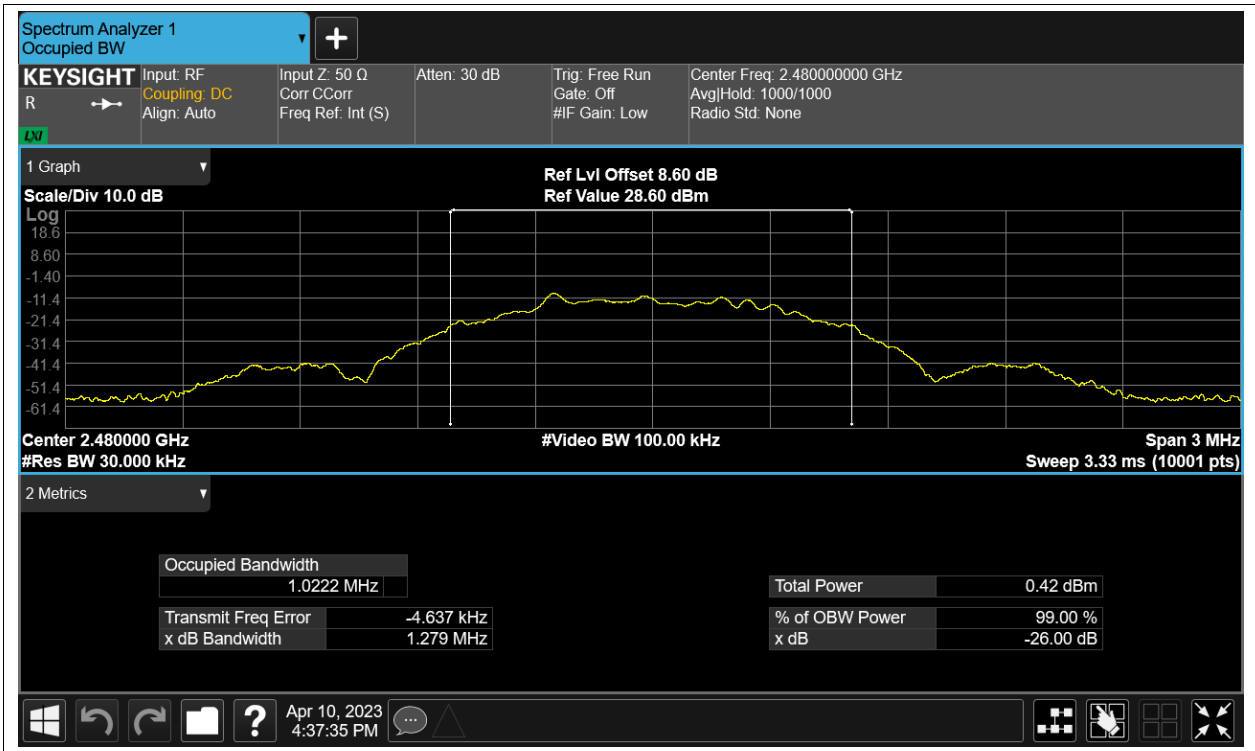 Spectrum Analyzer 1
Occupied BW
KEYSIGHT
R
LXI
Input: RF
Coupling: DC
Align: Auto
Input Z: 50 Ω
Corr CCorr
Freq Ref: Int (S)
Atten: 30 dB
Trig: Free Run
Gate: Off
#IF Gain: Low
Center Freq: 2.480000000 GHz
Avg|Hold: 1000/1000
Radio Std: None
1 Graph
Scale/Div 10.0 dB
Ref Lvl Offset 8.60 dB
Ref Value 28.60 dBm
Log
18.6
8.60
-1.40
-11.4
-21.4
-31.4
-41.4
-51.4
-61.4
Center 2.480000 GHz
#Video BW 100.00 kHz
Span 3 MHz
#Res BW 30.000 kHz
Sweep 3.33 ms (10001 pts)
2 Metrics
Occupied Bandwidth
1.0222 MHz
Total Power 0.42 dBm
Transmit Freq Error -4.637 kHz
% of OBW Power 99.00 %
x dB Bandwidth 1.279 MHz
x dB -26.00 dB
?
Apr 10, 2023
4:37:35 PM